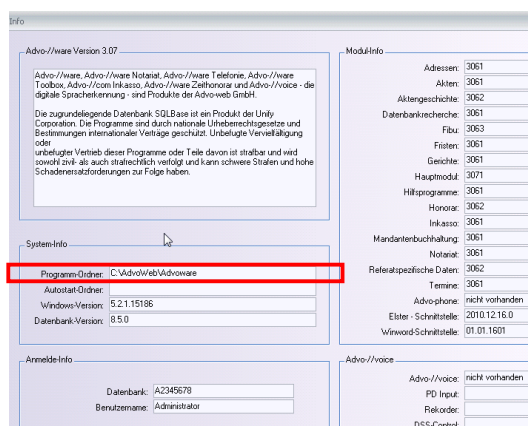 Info
Advo-//ware Version 3.07
Advo-//ware, Advo-//ware Notariat, Advo-//ware Telefonie, Advo-//ware
Toolbox, Advo-//com Inkasso, Advo-//ware Zeithonorar und Advo-//voice - die
digitale Spracherkennung - sind Produkte der Advo-web GmbH.
Die zugrundeliegende Datenbank SQLBase ist ein Produkt der Unify
Corporation. Die Programme sind durch nationale Urheberrechtsgesetze und
Bestimmungen internationaler Verträge geschützt. Unbefugte Vervielfältigung
oder
unbefugter Vertrieb dieser Programme oder Teile davon ist strafbar und wird
sowohl zivil- als auch strafrechtlich verfolgt und kann schwere Strafen und hohe
Schadenersatzforderungen zur Folge haben.
System-Info
Programm-Ordner: C:\AdvoWeb\Advoware
Autostart-Ordner:
Windows-Version: 5.2.1.15186
Datenbank-Version: 8.5.0
Anmelde-Info
Datenbank: A2345678
Benutzername: Administrator
Modul-Info
Adressen: 3061
Akten: 3061
Aktengeschichte: 3062
Datenbankrecherche: 3061
Fibu: 3063
Fristen: 3061
Gerichte: 3061
Hauptmodul: 3071
Hilfsprogramme: 3061
Honorar: 3062
Inkasso: 3061
Mandantenbuchhaltung: 3061
Notariat: 3061
Referatspezifische Daten: 3062
Termine: 3061
Advo-phone: nicht vorhanden
Elster - Schnittstelle: 2010.12.16.0
Winword-Schnittstelle: 01.01.1601
Advo-//voice
Advo-//voice: nicht vorhanden
PD Input:
Rekorder:
DSS-Control: